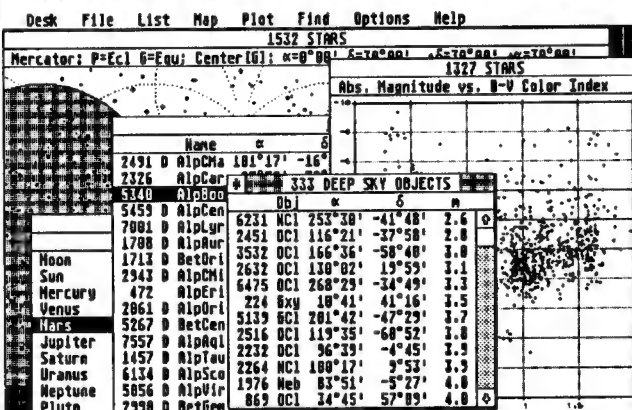 Desk File List Map Plot Find Options Help
1532 STARS
Mercator: P=Ecl G=Equ; Center[G]: α=0°00'
1327 STARS
Abs. Magnitude vs. B-V Color Index
Name α δ
2491 D AlpCMa 101°17' -16°
2326 AlpCar
5340 AlpBoo
5459 D AlpCen
7001 D AlpLyr
1708 D AlpAur
1713 D BetOri
2943 D AlpCMi
472 AlpEri
2061 D AlpOri
5267 D BetCen
7557 D AlpAql
1457 D AlpTau
6134 D AlpSco
5056 D AlpVir
2990 D BetGem
333 DEEP SKY OBJECTS
Obj α δ m
6231 NCl 253°30' -41°48' 2.6
2451 OCl 116°21' -37°58' 2.8
3532 OCl 166°36' -58°40' 3.0
2632 OCl 130°02' 19°59' 3.1
6475 OCl 268°29' -34°49' 3.3
224 Gxy 10°41' 41°16' 3.5
5139 GCl 201°42' -47°29' 3.7
2516 OCl 119°35' -60°52' 3.8
2232 OCl 96°39' -4°45' 3.9
2264 NCl 100°17' 9°53' 3.9
1976 Neb 83°51' -5°27' 4.0
869 OCl 34°45' 57°09' 4.0
Moon
Sun
Mercury
Venus
Mars
Jupiter
Saturn
Uranus
Neptune
Pluto